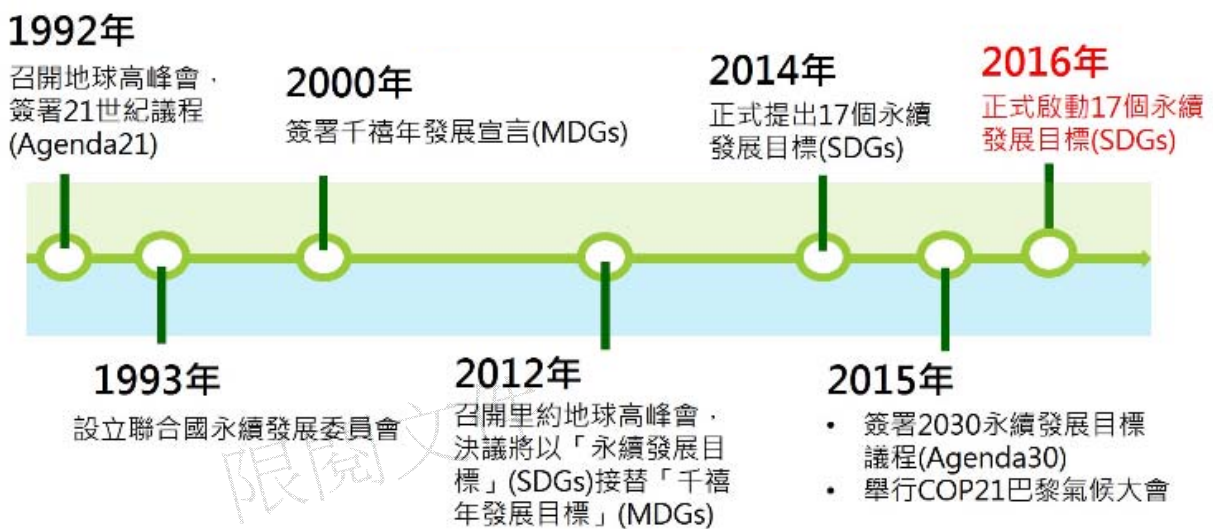 1992年
召開地球高峰會，
簽署21世紀議程
(Agenda21)
2000年
簽署千禧年發展宣言(MDGs)
2014年
正式提出17個永續
發展目標(SDGs)
2016年
正式啟動17個永續
發展目標(SDGs)
1993年
設立聯合國永續發展委員會
2012年
召開里約地球高峰會，
決議將以「永續發展目
標」(SDGs)接替「千禧
年發展目標」(MDGs)
2015年
• 簽署2030永續發展目標
議程(Agenda30)
• 舉行COP21巴黎氣候大會
限閱文件